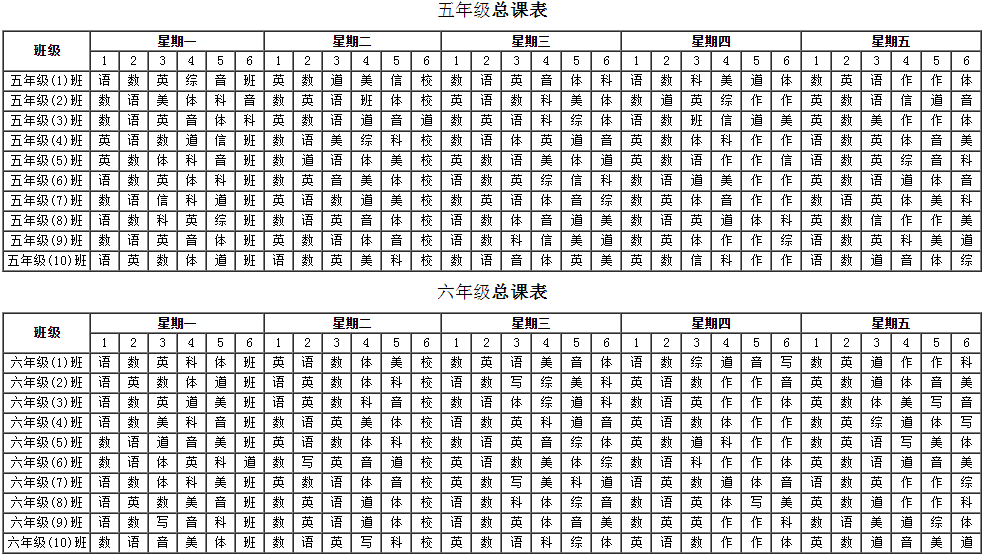 五年级总课表
班级 星期一 星期二 星期三 星期四 星期五
1 2 3 4 5 6 1 2 3 4 5 6 1 2 3 4 5 6 1 2 3 4 5 6 1 2 3 4 5 6
五年级(1)班 语 数 英 综 音 班 英 数 道 美 信 校 数 语 英 音 体 科 语 数 科 美 道 体 数 英 语 作 作 体
五年级(2)班 数 语 美 体 科 音 数 英 语 班 体 校 英 语 数 科 美 体 数 道 英 综 作 作 英 数 语 信 道 音
五年级(3)班 数 语 英 音 体 科 英 数 语 道 音 道 数 英 语 科 综 体 语 数 班 信 道 美 英 数 美 作 作 体
五年级(4)班 英 语 数 道 信 班 数 语 美 综 科 校 数 语 体 英 道 音 英 数 体 科 作 作 语 数 英 体 音 美
五年级(5)班 英 数 体 科 音 班 数 道 语 体 美 校 英 数 语 美 体 道 英 数 语 作 作 信 语 数 英 综 音 科
五年级(6)班 语 数 英 体 科 班 数 英 音 美 体 校 语 数 英 综 信 科 数 语 道 美 作 作 英 数 语 道 体 音
五年级(7)班 数 语 信 科 道 班 英 语 数 道 美 校 数 英 语 体 音 综 数 英 体 音 作 作 数 语 英 体 美 科
五年级(8)班 语 数 科 英 综 班 数 语 英 音 体 校 语 数 体 音 道 美 数 语 英 道 体 科 英 数 信 作 作 美
五年级(9)班 数 语 英 音 体 班 英 数 语 体 音 校 语 数 科 信 美 道 数 英 体 作 作 综 语 数 英 科 美 道
五年级(10)班 语 英 数 体 道 班 语 数 英 美 科 校 数 语 音 体 英 美 英 数 信 科 作 作 语 数 道 音 体 综
六年级总课表
班级 星期一 星期二 星期三 星期四 星期五
1 2 3 4 5 6 1 2 3 4 5 6 1 2 3 4 5 6 1 2 3 4 5 6 1 2 3 4 5 6
六年级(1)班 语 数 英 科 体 班 英 语 数 体 美 校 数 英 语 美 音 体 语 数 综 道 音 写 数 英 道 作 作 科
六年级(2)班 语 英 数 体 道 班 语 英 数 体 科 校 语 数 写 综 美 科 英 语 数 作 作 音 英 数 道 体 音 美
六年级(3)班 语 数 英 道 美 班 语 英 数 科 音 校 数 语 体 综 道 科 数 语 英 作 作 体 英 数 体 美 写 音
六年级(4)班 语 数 美 科 音 班 数 语 英 美 体 校 语 数 英 科 道 音 英 语 数 体 作 作 数 英 综 道 体 写
六年级(5)班 数 语 道 音 美 班 英 语 数 体 科 校 语 数 英 音 综 体 英 数 道 科 作 作 数 英 语 写 美 体
六年级(6)班 数 语 体 英 科 道 数 写 英 音 道 校 英 语 数 美 体 综 数 语 科 作 作 体 英 数 语 道 音 美
六年级(7)班 语 数 体 科 美 班 英 数 语 体 音 校 英 数 写 美 科 道 英 语 数 道 体 音 语 数 英 作 作 综
六年级(8)班 语 英 数 美 音 班 数 英 语 道 体 校 语 数 科 体 综 音 数 语 英 体 写 美 英 数 道 作 作 科
六年级(9)班 语 数 写 音 科 班 数 英 语 道 体 校 语 数 英 体 音 美 数 英 英 作 作 科 数 语 美 道 综 体
六年级(10)班 数 语 音 美 体 班 语 数 英 写 科 校 数 英 语 科 综 体 英 语 数 作 作 体 英 数 道 音 美 道